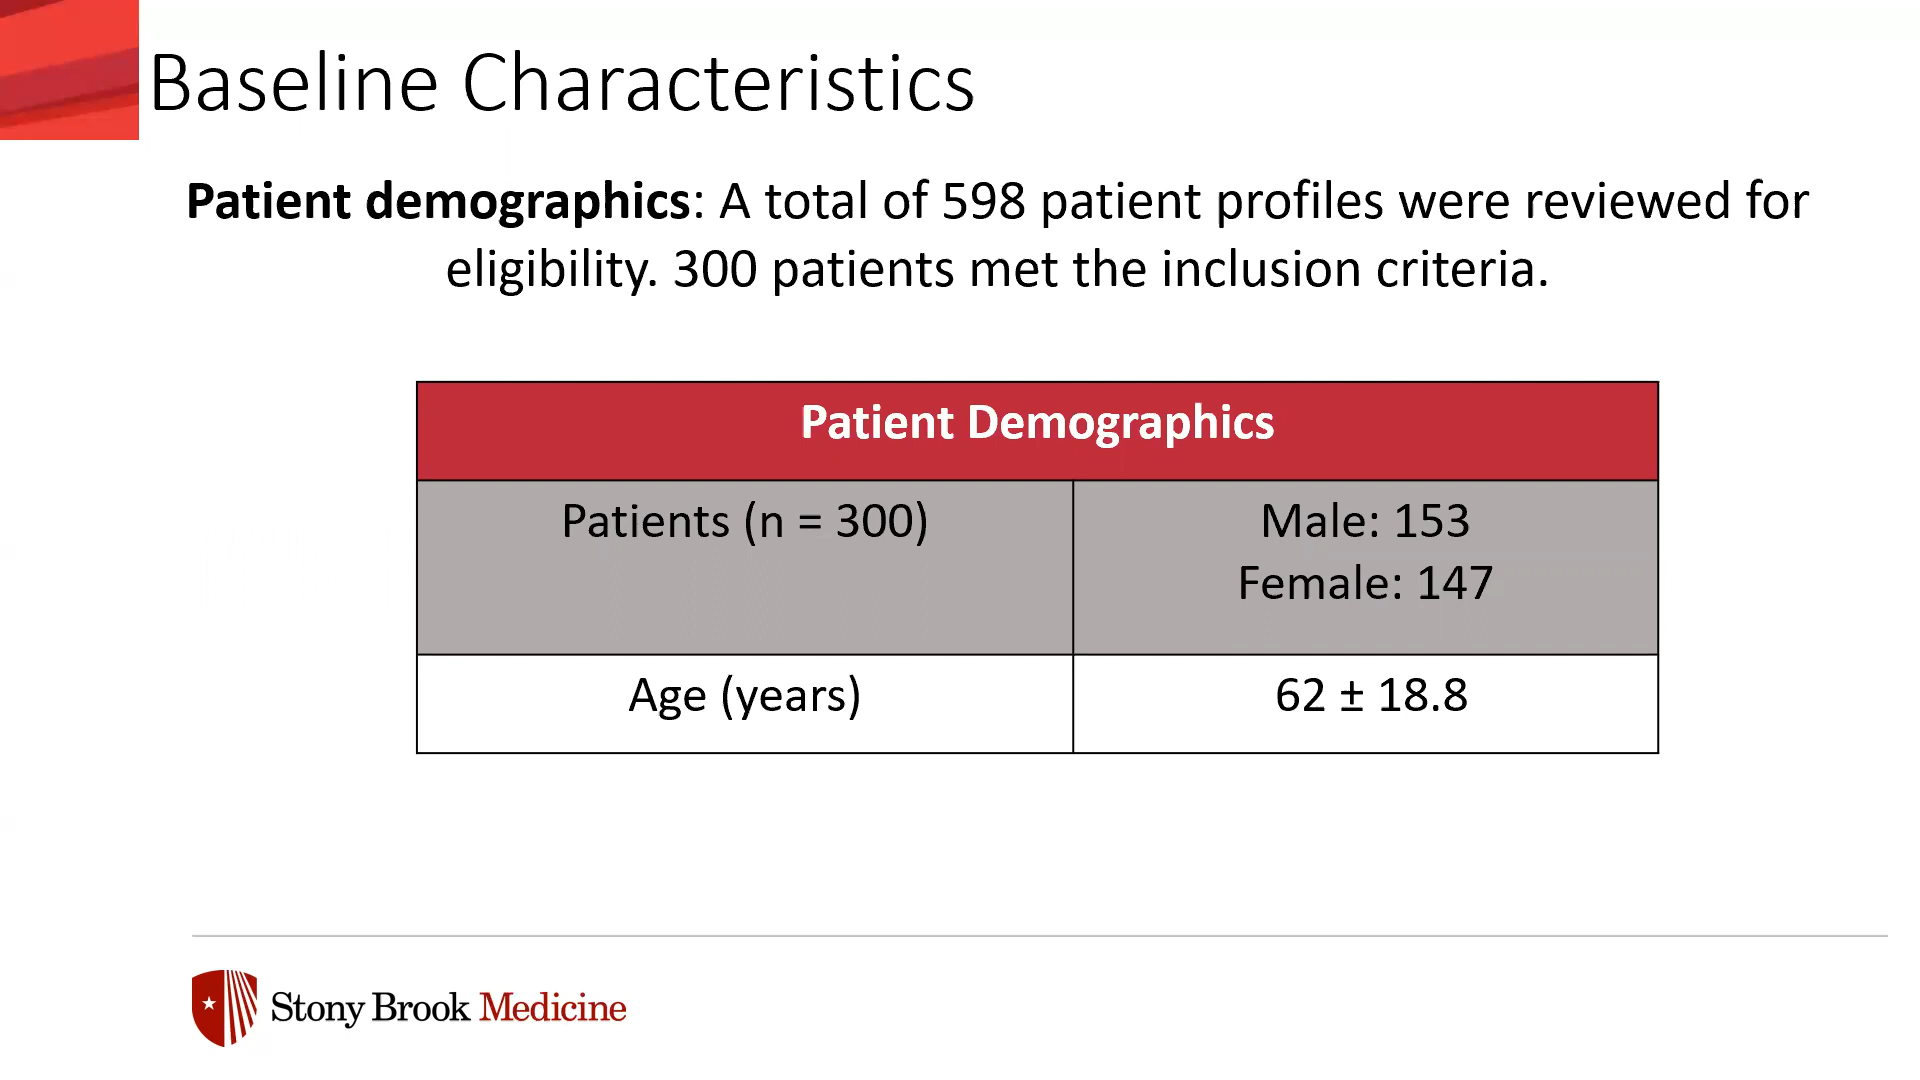 Baseline Characteristics
Patient demographics: A total of 598 patient profiles were reviewed for
eligibility. 300 patients met the inclusion criteria.
Patient Demographics
Patients (n = 300)
Male: 153
Female: 147
Age (years)
62 ± 18.8
Stony Brook Medicine